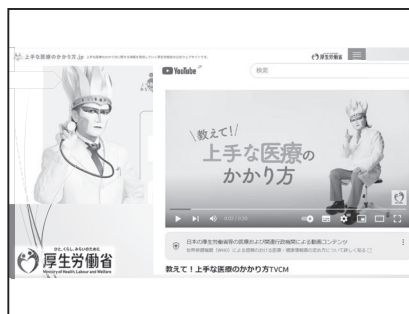 上手な医療のかかり方.jp
厚生労働省
YouTube
検索
教えて!
上手な医療の
かかり方
0:02 / 0:30
日本の厚生労働省等の医療および関連行政機関による動画コンテンツ
教えて！上手な医療のかかり方TVCM
ひと、くらし、みらいのために
厚生労働省
Ministry of Health, Labour and Welfare